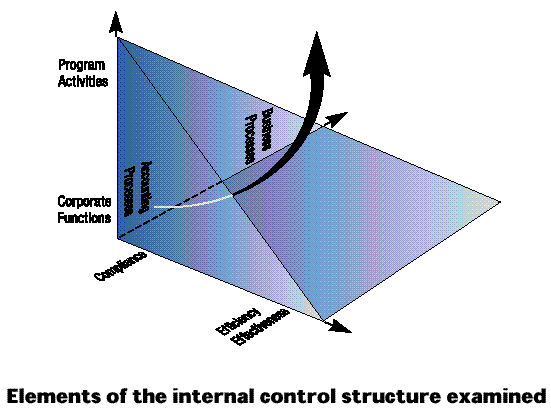 Program
Activities
Business
Processes
Accounting
Processes
Corporate
Functions
Compliance
Efficiency
Effectiveness
Elements of the internal control structure examined